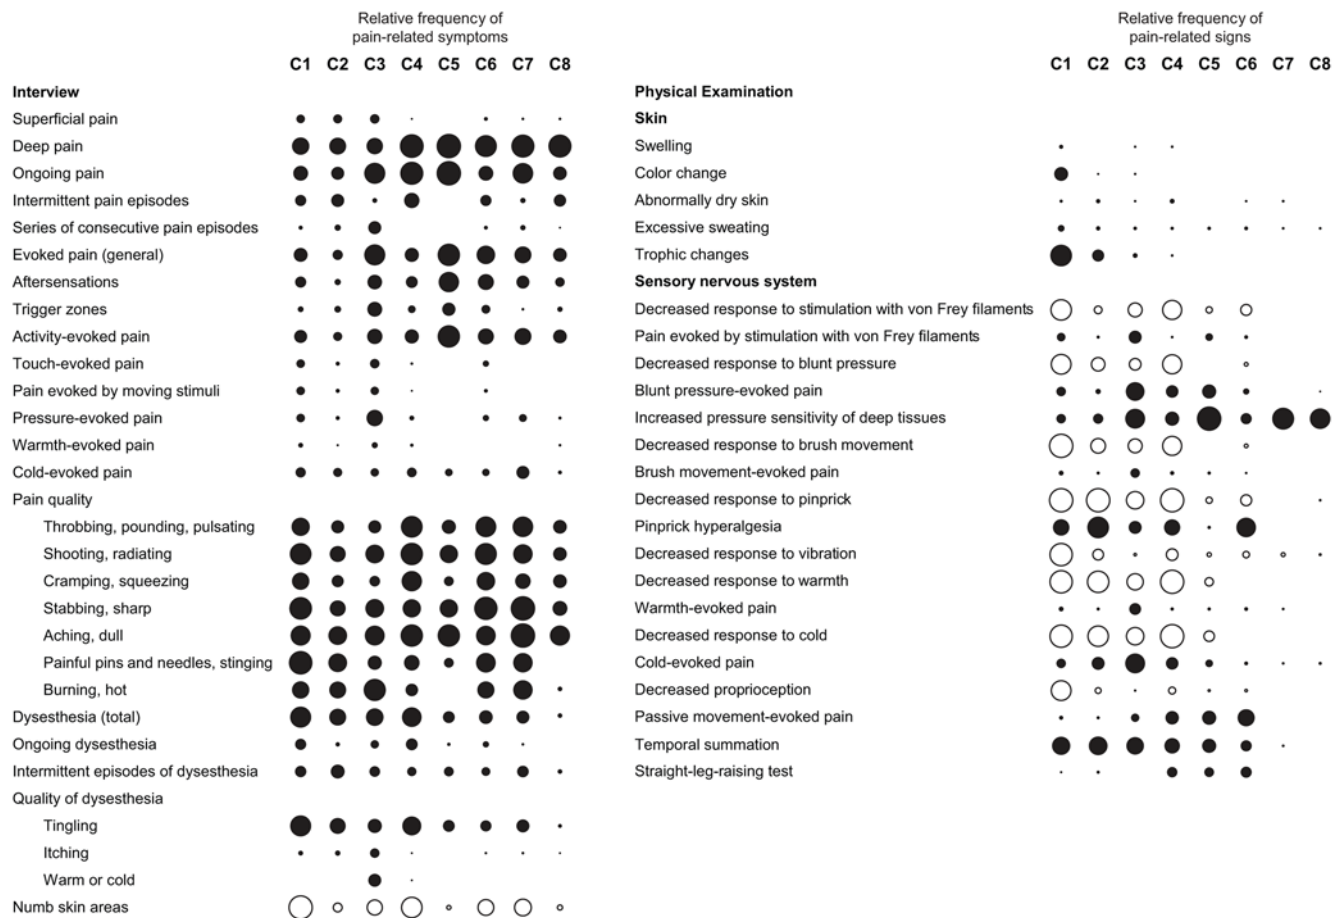 Relative frequency of
pain-related symptoms
C1 C2 C3 C4 C5 C6 C7 C8
Interview
Superficial pain
Deep pain
Ongoing pain
Intermittent pain episodes
Series of consecutive pain episodes
Evoked pain (general)
Aftersensations
Trigger zones
Activity-evoked pain
Touch-evoked pain
Pain evoked by moving stimuli
Pressure-evoked pain
Warmth-evoked pain
Cold-evoked pain
Pain quality
Throbbing, pounding, pulsating
Shooting, radiating
Cramping, squeezing
Stabbing, sharp
Aching, dull
Painful pins and needles, stinging
Burning, hot
Dysesthesia (total)
Ongoing dysesthesia
Intermittent episodes of dysesthesia
Quality of dysesthesia
Tingling
Itching
Warm or cold
Numb skin areas
Relative frequency of
pain-related signs
C1 C2 C3 C4 C5 C6 C7 C8
Physical Examination
Skin
Swelling
Color change
Abnormally dry skin
Excessive sweating
Trophic changes
Sensory nervous system
Decreased response to stimulation with von Frey filaments
Pain evoked by stimulation with von Frey filaments
Decreased response to blunt pressure
Blunt pressure-evoked pain
Increased pressure sensitivity of deep tissues
Decreased response to brush movement
Brush movement-evoked pain
Decreased response to pinprick
Pinprick hyperalgesia
Decreased response to vibration
Decreased response to warmth
Warmth-evoked pain
Decreased response to cold
Cold-evoked pain
Decreased proprioception
Passive movement-evoked pain
Temporal summation
Straight-leg-raising test